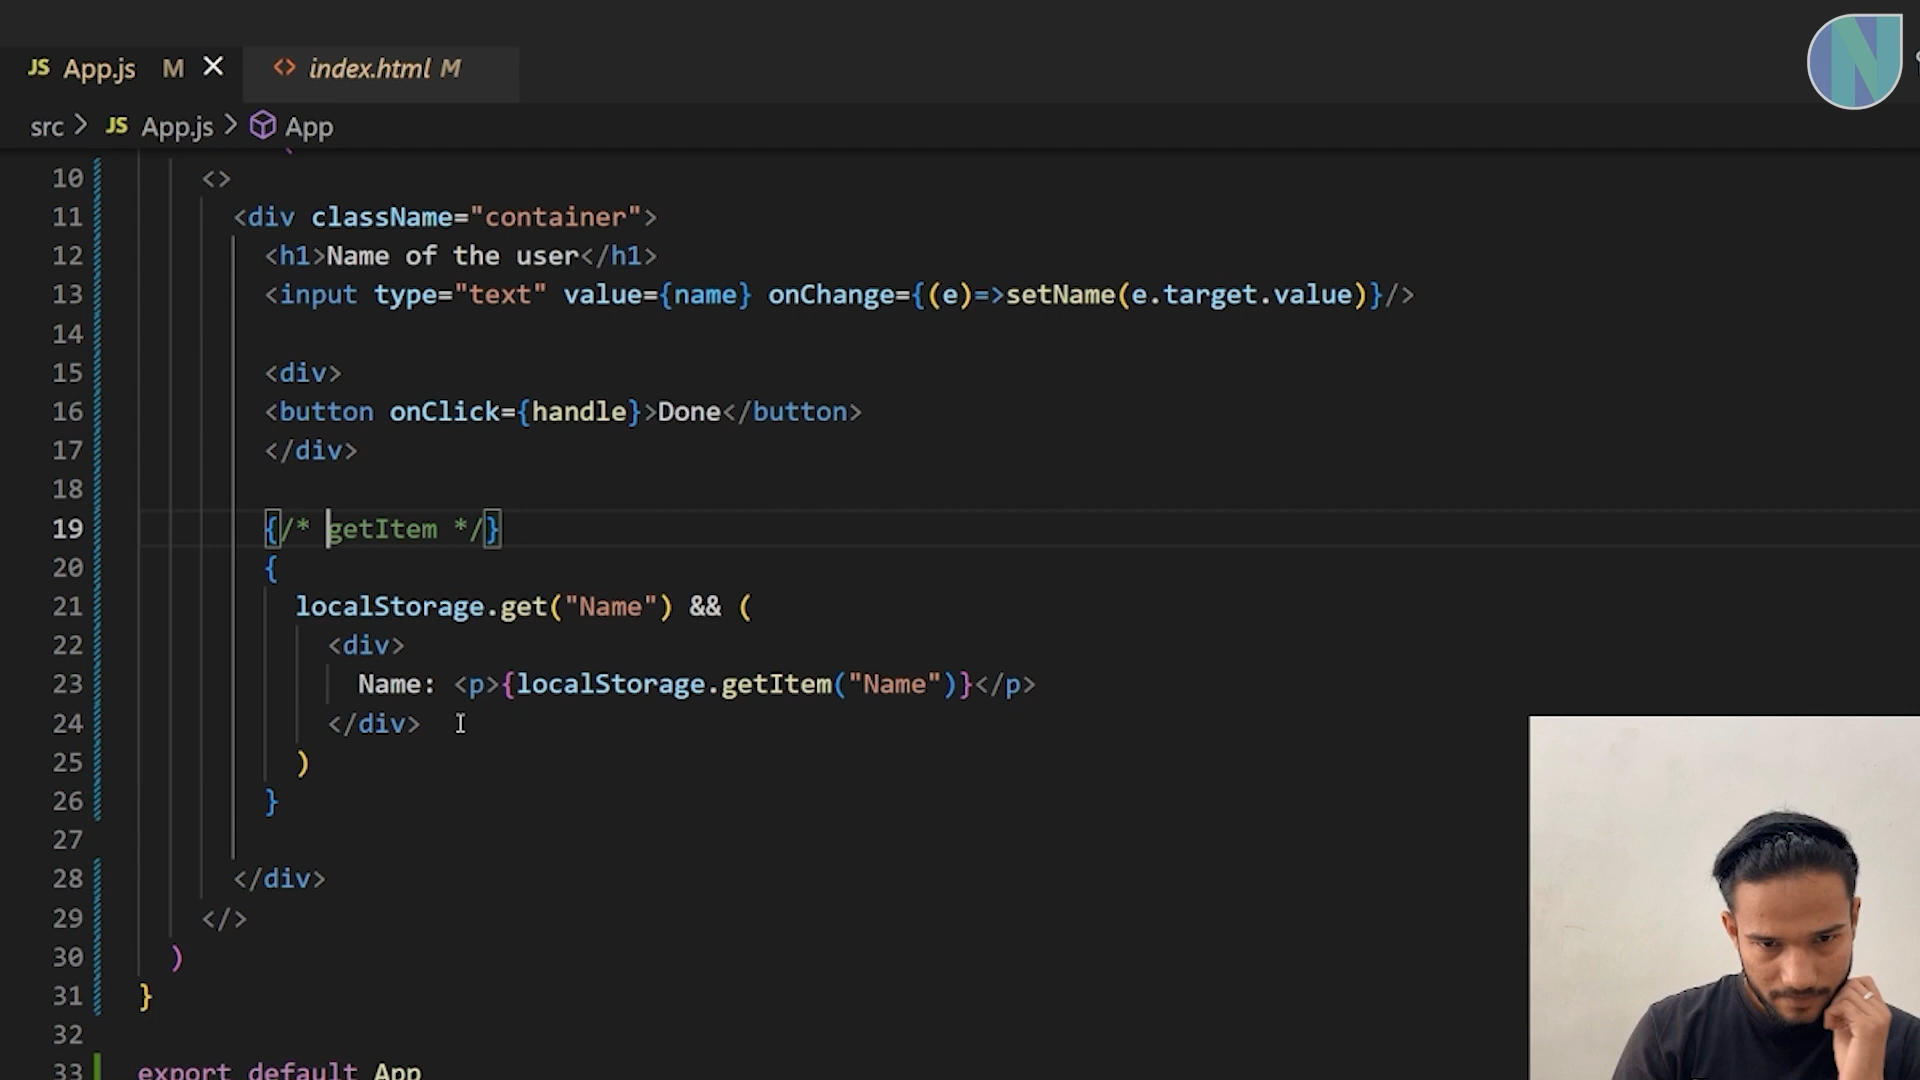 JS App.js M
<> index.html M
src > JS App.js > App
10 <>
11 <div className="container">
12 <h1>Name of the user</h1>
13 <input type="text" value={name} onChange={(e)=>setName(e.target.value)}/>
14
15 <div>
16 <button onClick={handle}>Done</button>
17 </div>
18
19 {/* getItem */}
20 {
21 localStorage.get("Name") && (
22 <div>
23 Name: <p>{localStorage.getItem("Name")}</p>
24 </div>
25 )
26 }
27
28 </div>
29 </>
30 )
31 }
32
33 export default App
N